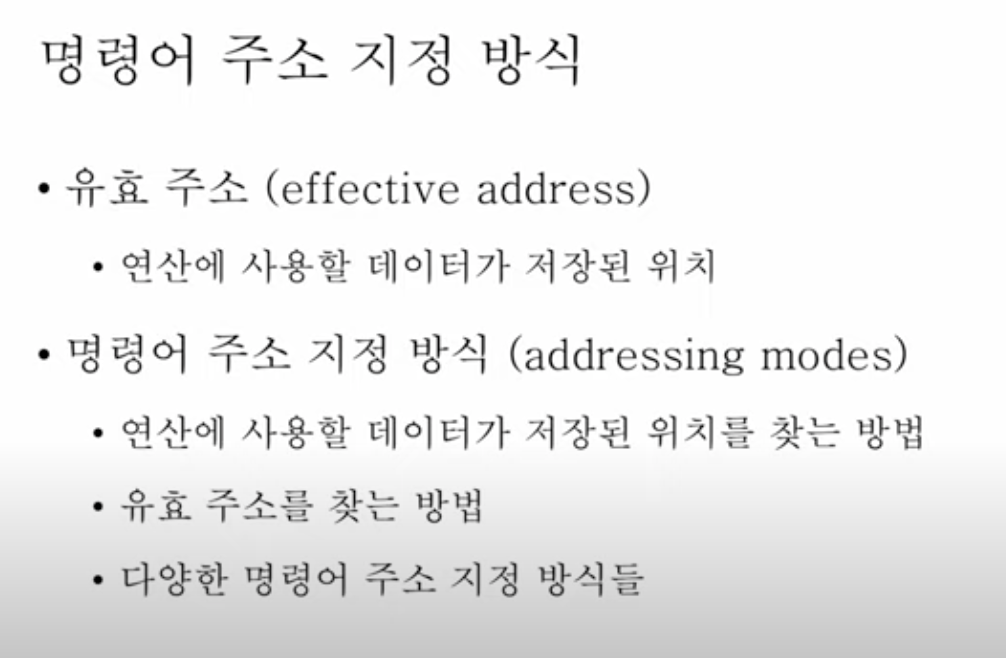 명령어 주소 지정 방식
• 유효 주소 (effective address)
• 연산에 사용할 데이터가 저장된 위치
• 명령어 주소 지정 방식 (addressing modes)
• 연산에 사용할 데이터가 저장된 위치를 찾는 방법
• 유효 주소를 찾는 방법
• 다양한 명령어 주소 지정 방식들